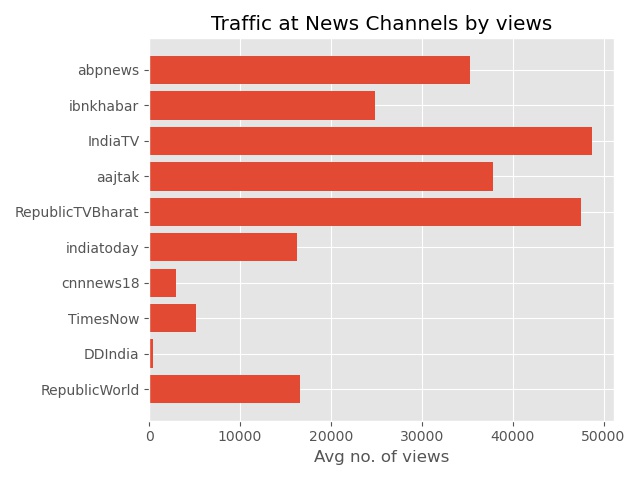 Traffic at News Channels by views
abpnews
ibnkhabar
IndiaTV
aajtak
RepublicTVBharat
indiatoday
cnnnews18
TimesNow
DDIndia
RepublicWorld
0 10000 20000 30000 40000 50000
Avg no. of views